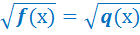 √f(x) = √q(x)